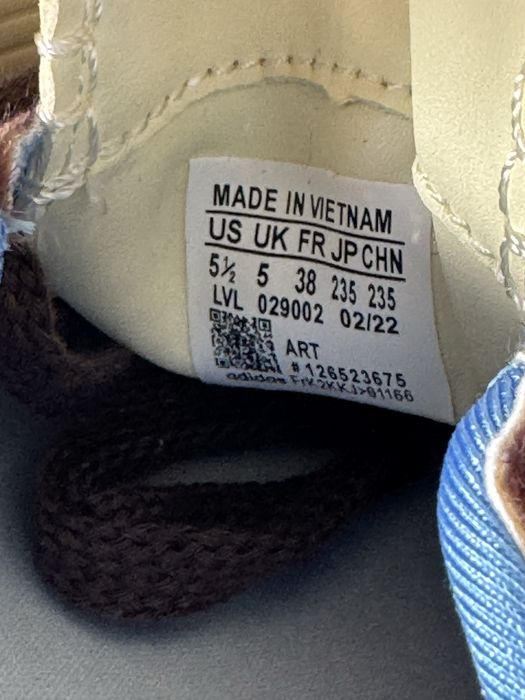 MADE IN VIETNAM
US UK FR JP CHN
5½ 5 38 235 235
LVL 029002 02/22
ART
# 126523675
adidas